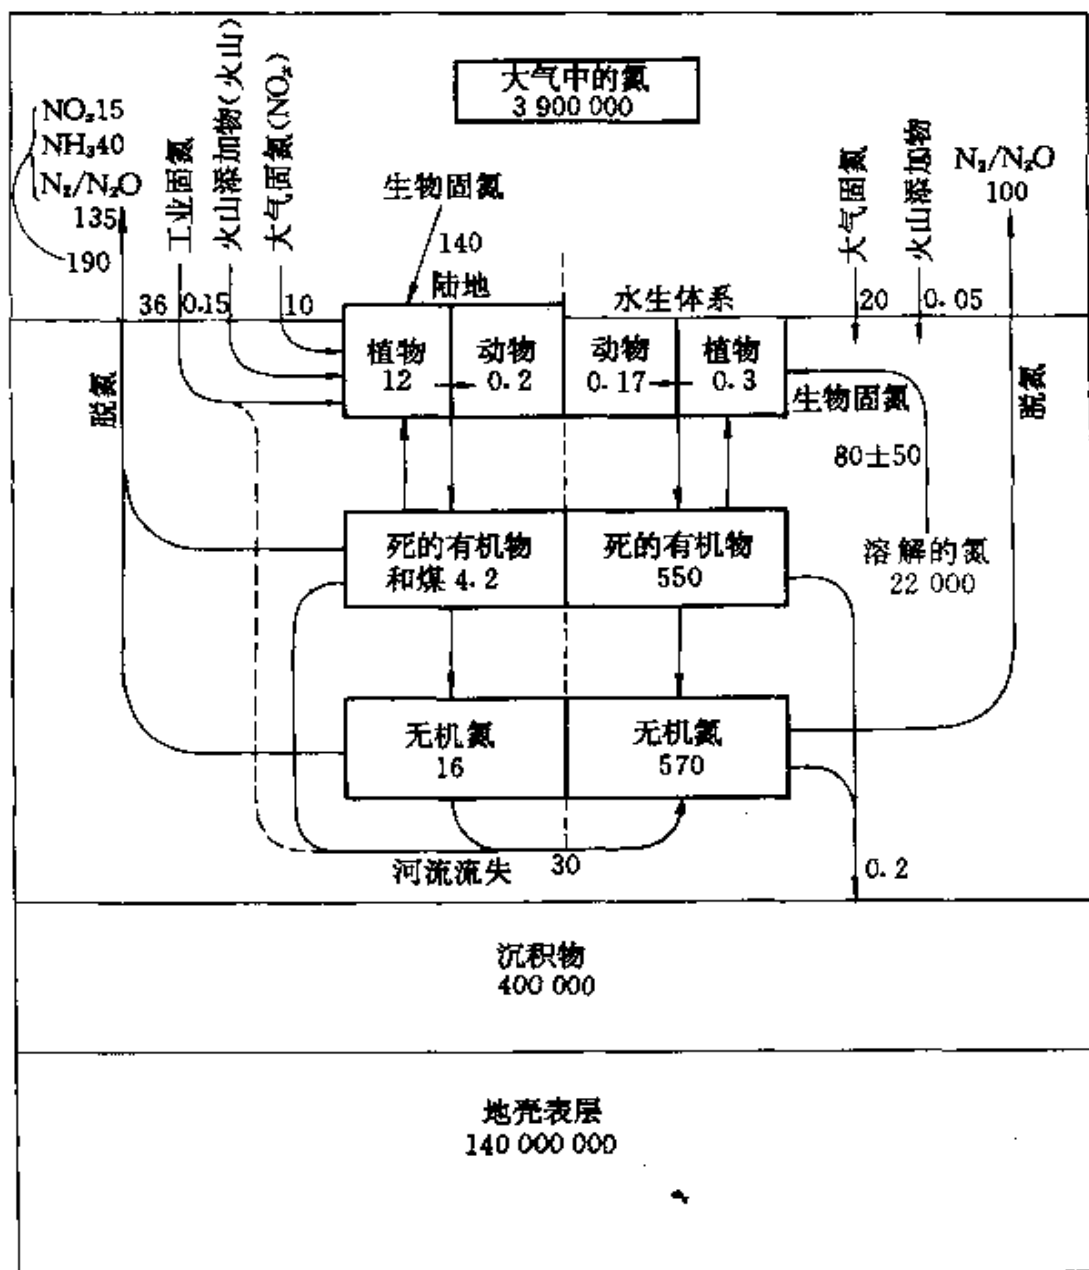 大气中的氮
3 900 000
NOₓ15
NH₃40
N₂/N₂O
135
190
工业固氮
火山添加物(火山)
大气固氮(NOₓ)
生物固氮
140
大气固氮
火山添加物
N₂/N₂O
100
36
0.15
10
陆地
水生体系
20
0.05
植物
12
动物
0.2
动物
0.17
植物
0.3
脱氮
生物固氮
80±50
脱氮
死的有机物
和煤 4.2
死的有机物
550
溶解的氮
22 000
无机氮
16
无机氮
570
河流流失
30
0.2
沉积物
400 000
地壳表层
140 000 000